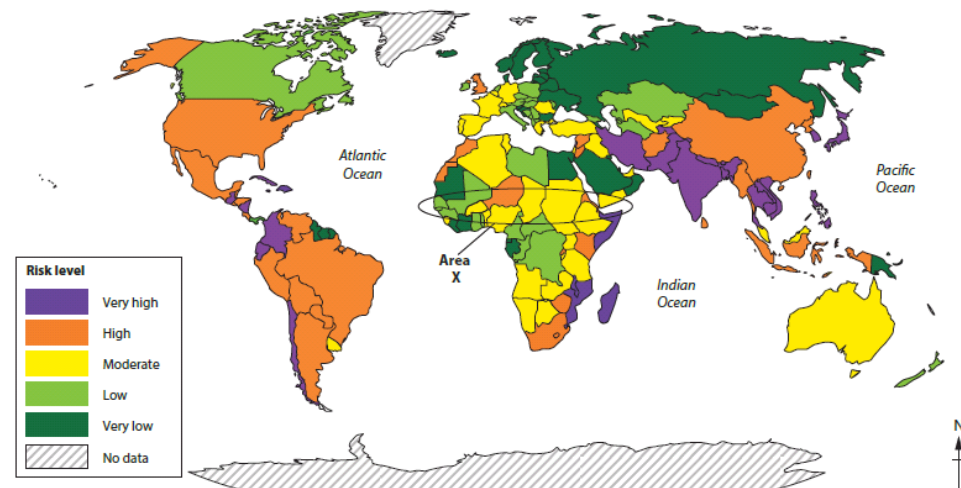 Atlantic
Ocean
Pacific
Ocean
Area
X
Indian
Ocean
Risk level
Very high
High
Moderate
Low
Very low
No data
N